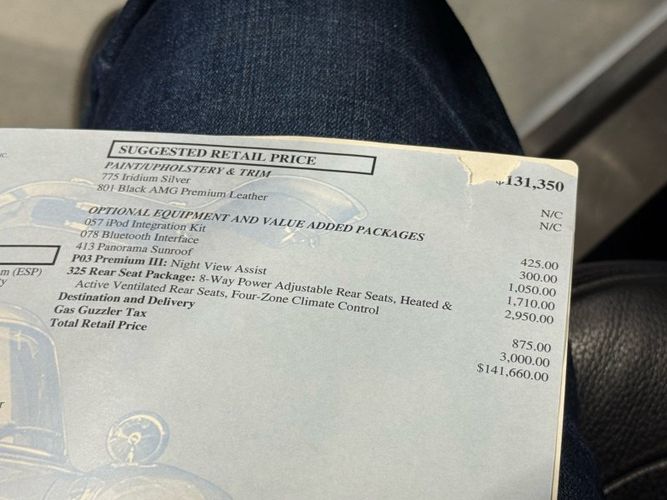 NC.
SUGGESTED RETAIL PRICE $131,350
PAINT/UPHOLSTERY & TRIM
775 Iridium Silver N/C
801 Black AMG Premium Leather N/C
OPTIONAL EQUIPMENT AND VALUE ADDED PACKAGES
057 iPod Integration Kit 425.00
078 Bluetooth Interface 300.00
413 Panorama Sunroof 1,050.00
P03 Premium III: Night View Assist 1,710.00
325 Rear Seat Package: 8-Way Power Adjustable Rear Seats, Heated & 2,950.00
Active Ventilated Rear Seats, Four-Zone Climate Control
Destination and Delivery 875.00
Gas Guzzler Tax 3,000.00
Total Retail Price $141,660.00
m (ESP)
y
r